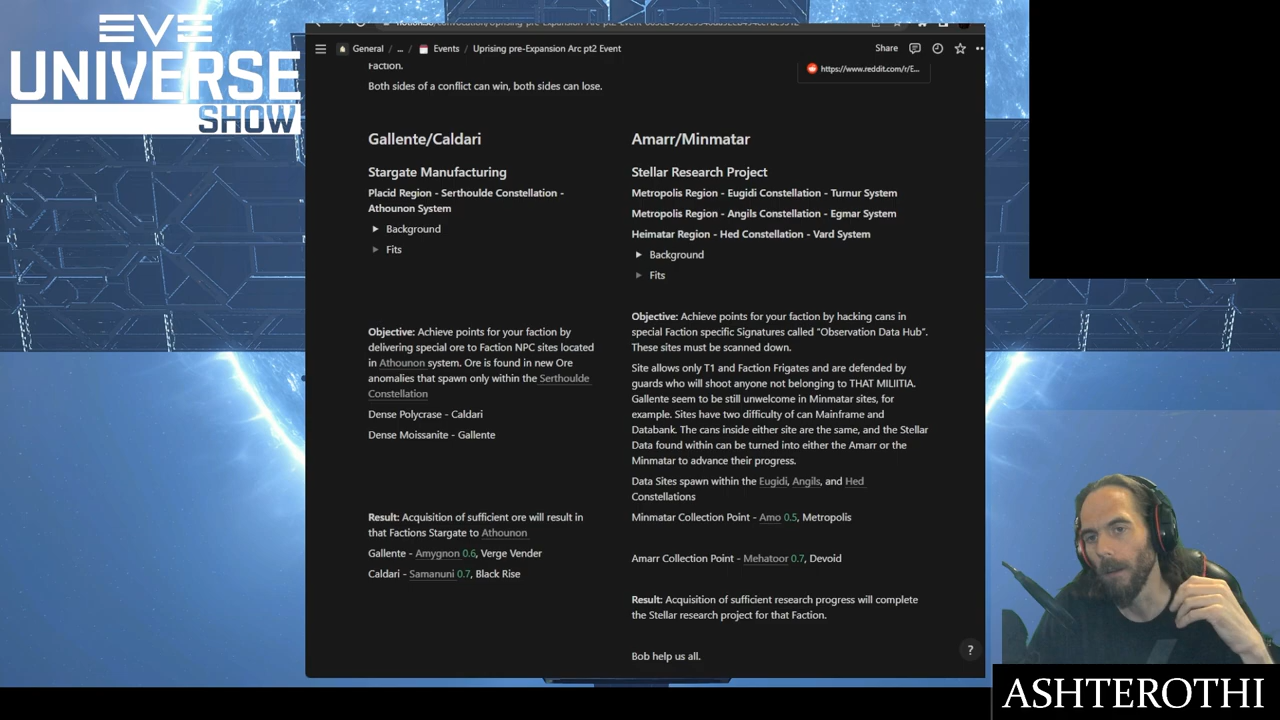 EVE
UNIVERSE
SHOW
General / ... / Events / Uprising pre-Expansion Arc pt2 Event
Share
Faction.
https://www.reddit.com/r/E...
Both sides of a conflict can win, both sides can lose.
Gallente/Caldari
Stargate Manufacturing
Placid Region - Serthoulde Constellation -
Athounon System
Background
Fits
Objective: Achieve points for your faction by
delivering special ore to Faction NPC sites located
in Athounon system. Ore is found in new Ore
anomalies that spawn only within the Serthoulde
Constellation
Dense Polycrase - Caldari
Dense Moissanite - Gallente
Result: Acquisition of sufficient ore will result in
that Factions Stargate to Athounon
Gallente - Amygnon 0.6, Verge Vender
Caldari - Samanuni 0.7, Black Rise
Amarr/Minmatar
Stellar Research Project
Metropolis Region - Eugidi Constellation - Turnur System
Metropolis Region - Angils Constellation - Egmar System
Heimatar Region - Hed Constellation - Vard System
Background
Fits
Objective: Achieve points for your faction by hacking cans in
special Faction specific Signatures called "Observation Data Hub".
These sites must be scanned down.
Site allows only T1 and Faction Frigates and are defended by
guards who will shoot anyone not belonging to THAT MILIITIA.
Gallente seem to be still unwelcome in Minmatar sites, for
example. Sites have two difficulty of can Mainframe and
Databank. The cans inside either site are the same, and the Stellar
Data found within can be turned into either the Amarr or the
Minmatar to advance their progress.
Data Sites spawn within the Eugidi, Angils, and Hed
Constellations
Minmatar Collection Point - Amo 0.5, Metropolis
Amarr Collection Point - Mehatoor 0.7, Devoid
Result: Acquisition of sufficient research progress will complete
the Stellar research project for that Faction.
Bob help us all.
?
ASHTEROTHI